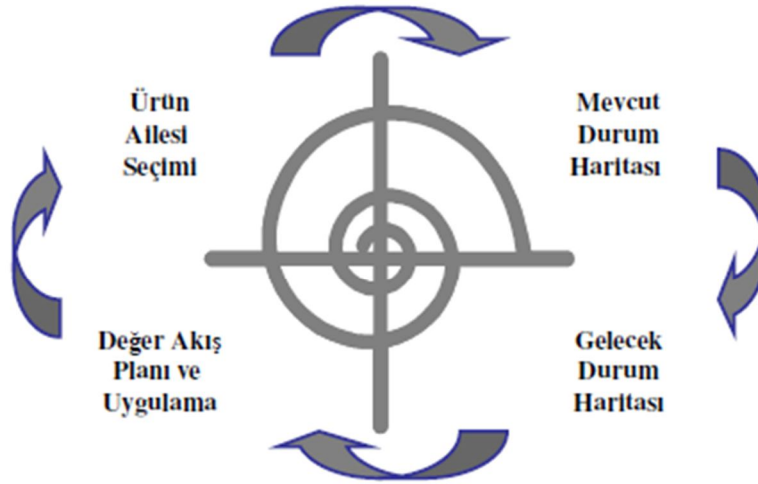 Ürün
Ailesi
Seçimi
Mevcut
Durum
Haritası
Değer Akış
Planı ve
Uygulama
Gelecek
Durum
Haritası